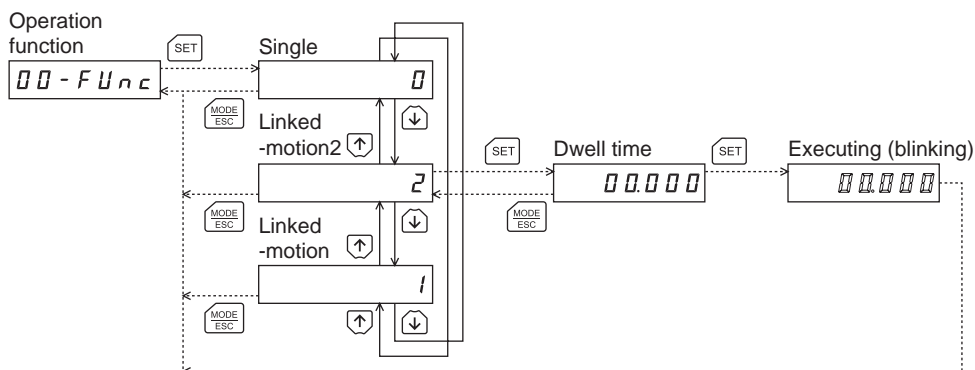 Operation
function
SET
Single
00-FUnc
0
MODE
ESC
Linked
-motion2
SET
Dwell time
SET
Executing (blinking)
2
00.000
00.000
MODE
ESC
MODE
ESC
Linked
-motion
1
MODE
ESC